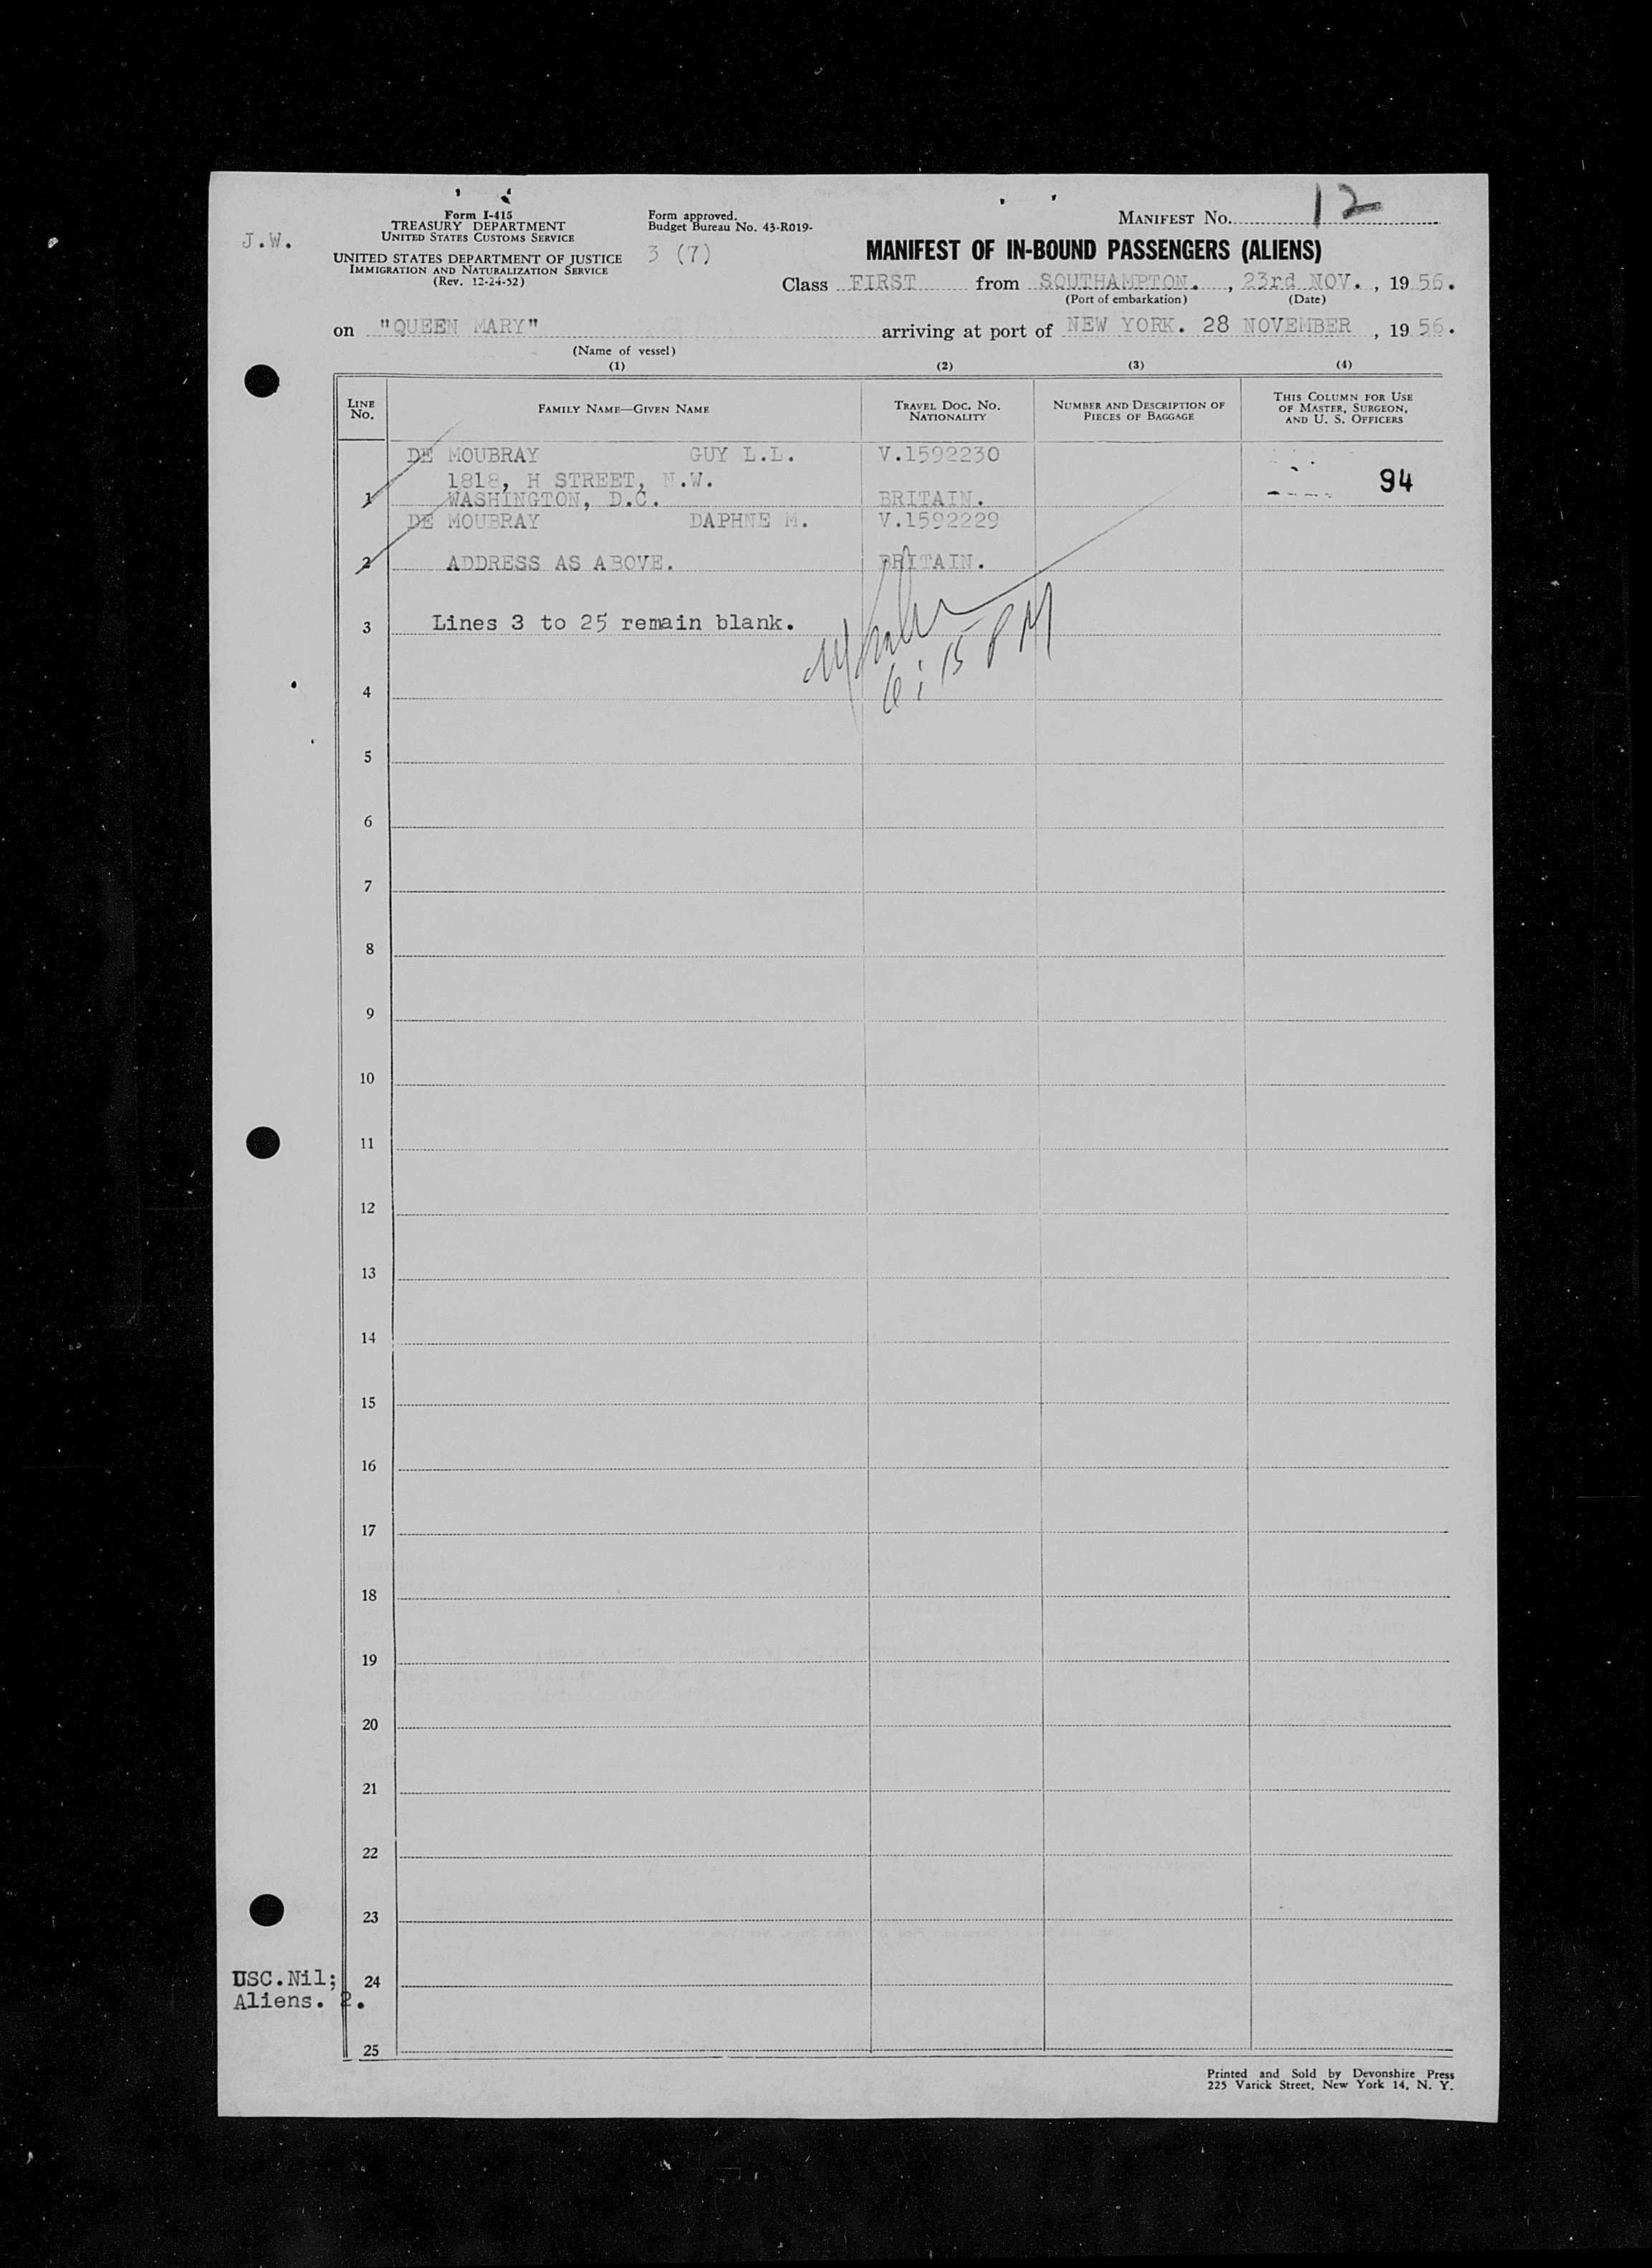 J.W.
Form I-415
TREASURY DEPARTMENT
UNITED STATES CUSTOMS SERVICE
UNITED STATES DEPARTMENT OF JUSTICE
IMMIGRATION AND NATURALIZATION SERVICE
(Rev. 12-24-52)
Form approved.
Budget Bureau No. 43-R019-
3 (7)
MANIFEST NO. 12
MANIFEST OF IN-BOUND PASSENGERS (ALIENS)
Class FIRST from SOUTHAMPTON. , 23rd NOV. , 19 56.
(Port of embarkation) (Date)
on "QUEEN MARY" arriving at port of NEW YORK. 28 NOVEMBER , 19 56.
(Name of vessel)
(1) (2) (3) (4)
LINE NO. FAMILY NAME—GIVEN NAME TRAVEL DOC. NO. NATIONALITY NUMBER AND DESCRIPTION OF PIECES OF BAGGAGE THIS COLUMN FOR USE OF MASTER, SURGEON, AND U. S. OFFICERS
DE MOUBRAY GUY L.L. V.1592230
1818, H STREET, N.W. 94
1 WASHINGTON, D.C. BRITAIN.
DE MOUBRAY DAPHNE M. V.1592229
2 ADDRESS AS ABOVE. BRITAIN.
3 Lines 3 to 25 remain blank.
6:15 PM
4
5
6
7
8
9
10
11
12
13
14
15
16
17
18
19
20
21
22
23
USC.Nil; 24
Aliens. 2.
25
Printed and Sold by Devonshire Press
225 Varick Street, New York 14, N. Y.